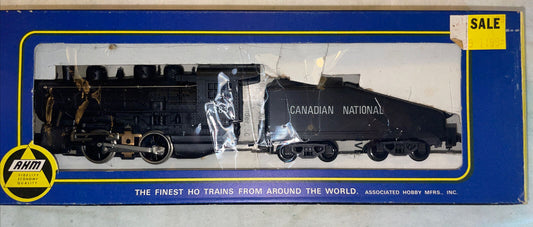 SALE
CANADIAN NATIONAL
AHM
FIDELITY
ECONOMY
QUALITY
THE FINEST HO TRAINS FROM AROUND THE WORLD. ASSOCIATED HOBBY MFRS., INC.